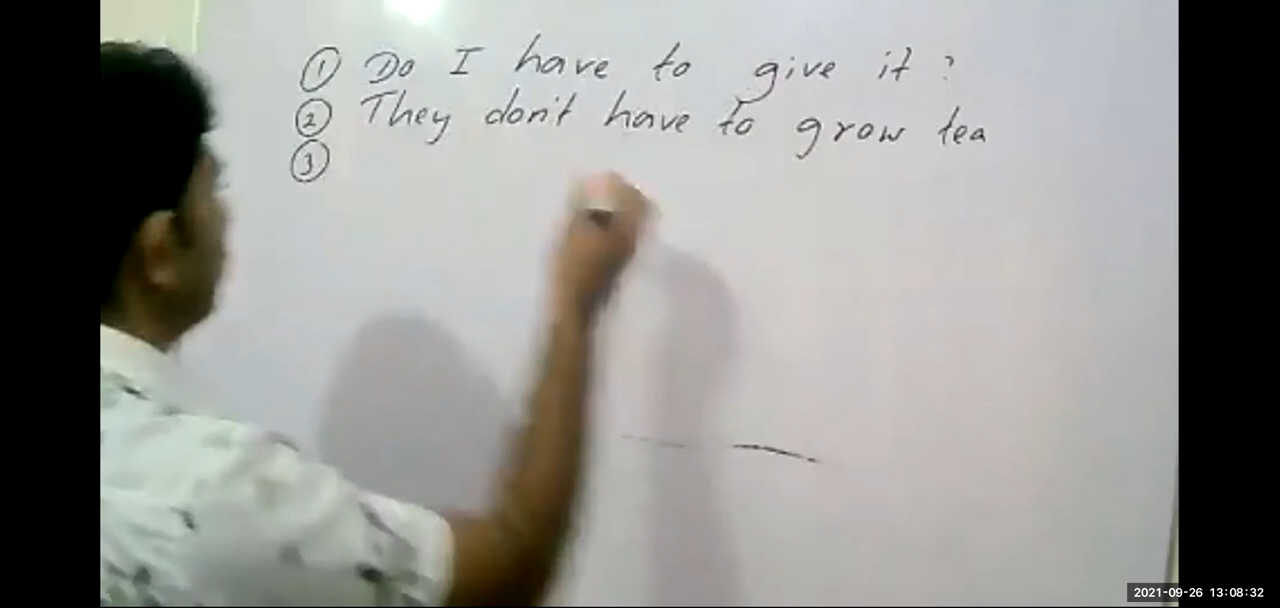 ① Do I have to give it ?
② They don't have to grow tea
③
2021-09-26 13:08:32